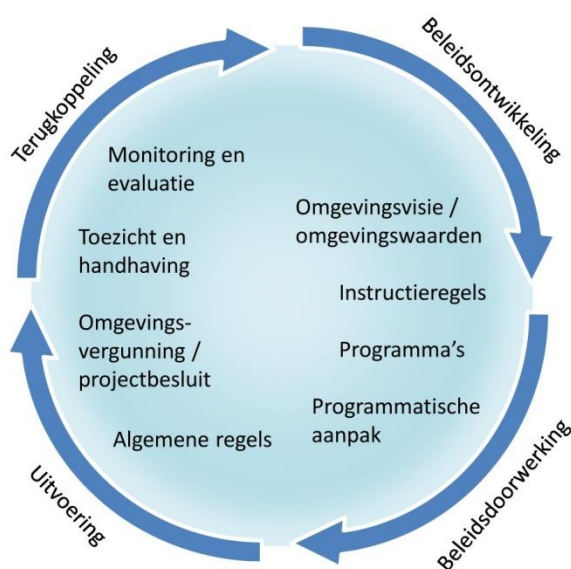 Terugkoppeling
Beleidsontwikkeling
Monitoring en
evaluatie
Omgevingsvisie /
omgevingswaarden
Toezicht en
handhaving
Instructieregels
Omgevings-
vergunning /
projectbesluit
Programma's
Programmatische
aanpak
Algemene regels
Uitvoering
Beleidsdoorwerking